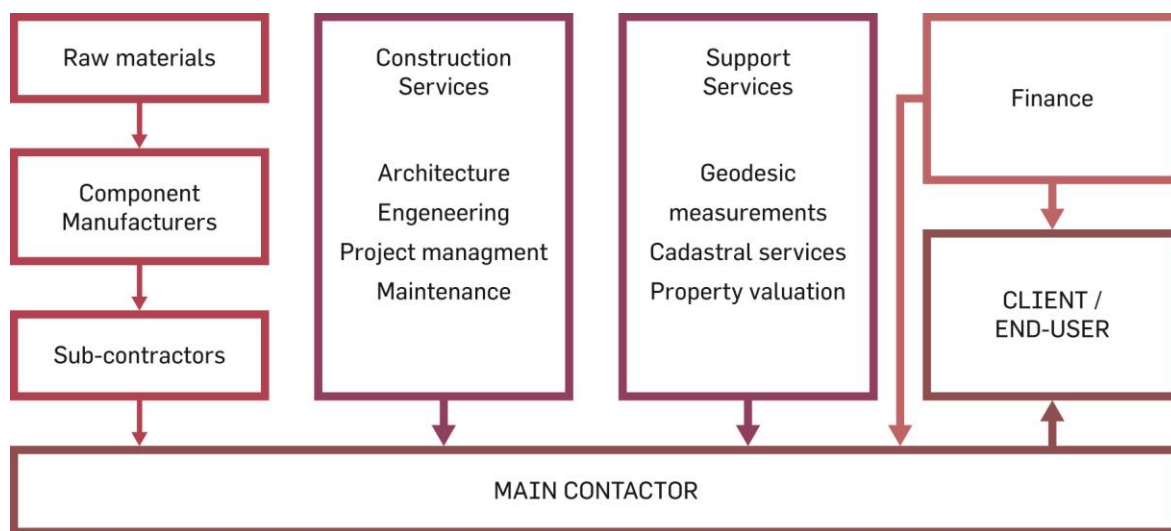 Raw materials
Component
Manufacturers
Sub-contractors
Construction
Services
Architecture
Engeneering
Project managment
Maintenance
Support
Services
Geodesic
measurements
Cadastral services
Property valuation
Finance
CLIENT /
END-USER
MAIN CONTACTOR